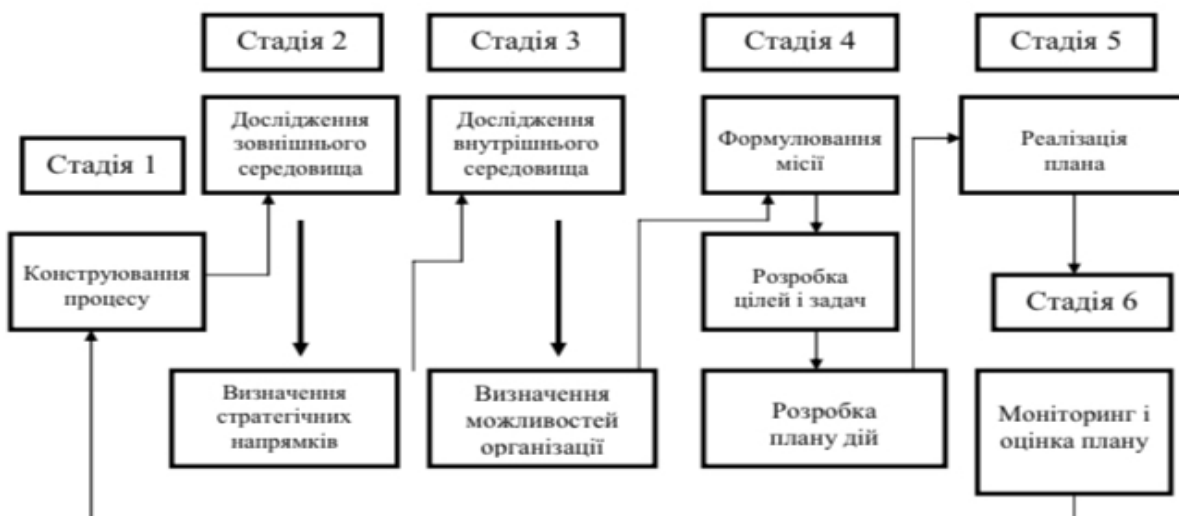 Стадія 1
Конструювання
процесу
Стадія 2
Дослідження
зовнішнього
середовища
Визначення
стратегічних
напрямків
Стадія 3
Дослідження
внутрішнього
середовища
Визначення
можливостей
організації
Стадія 4
Формулювання
місії
Розробка
цілей і задач
Розробка
плану дій
Стадія 5
Реалізація
плана
Стадія 6
Моніторинг і
оцінка плану